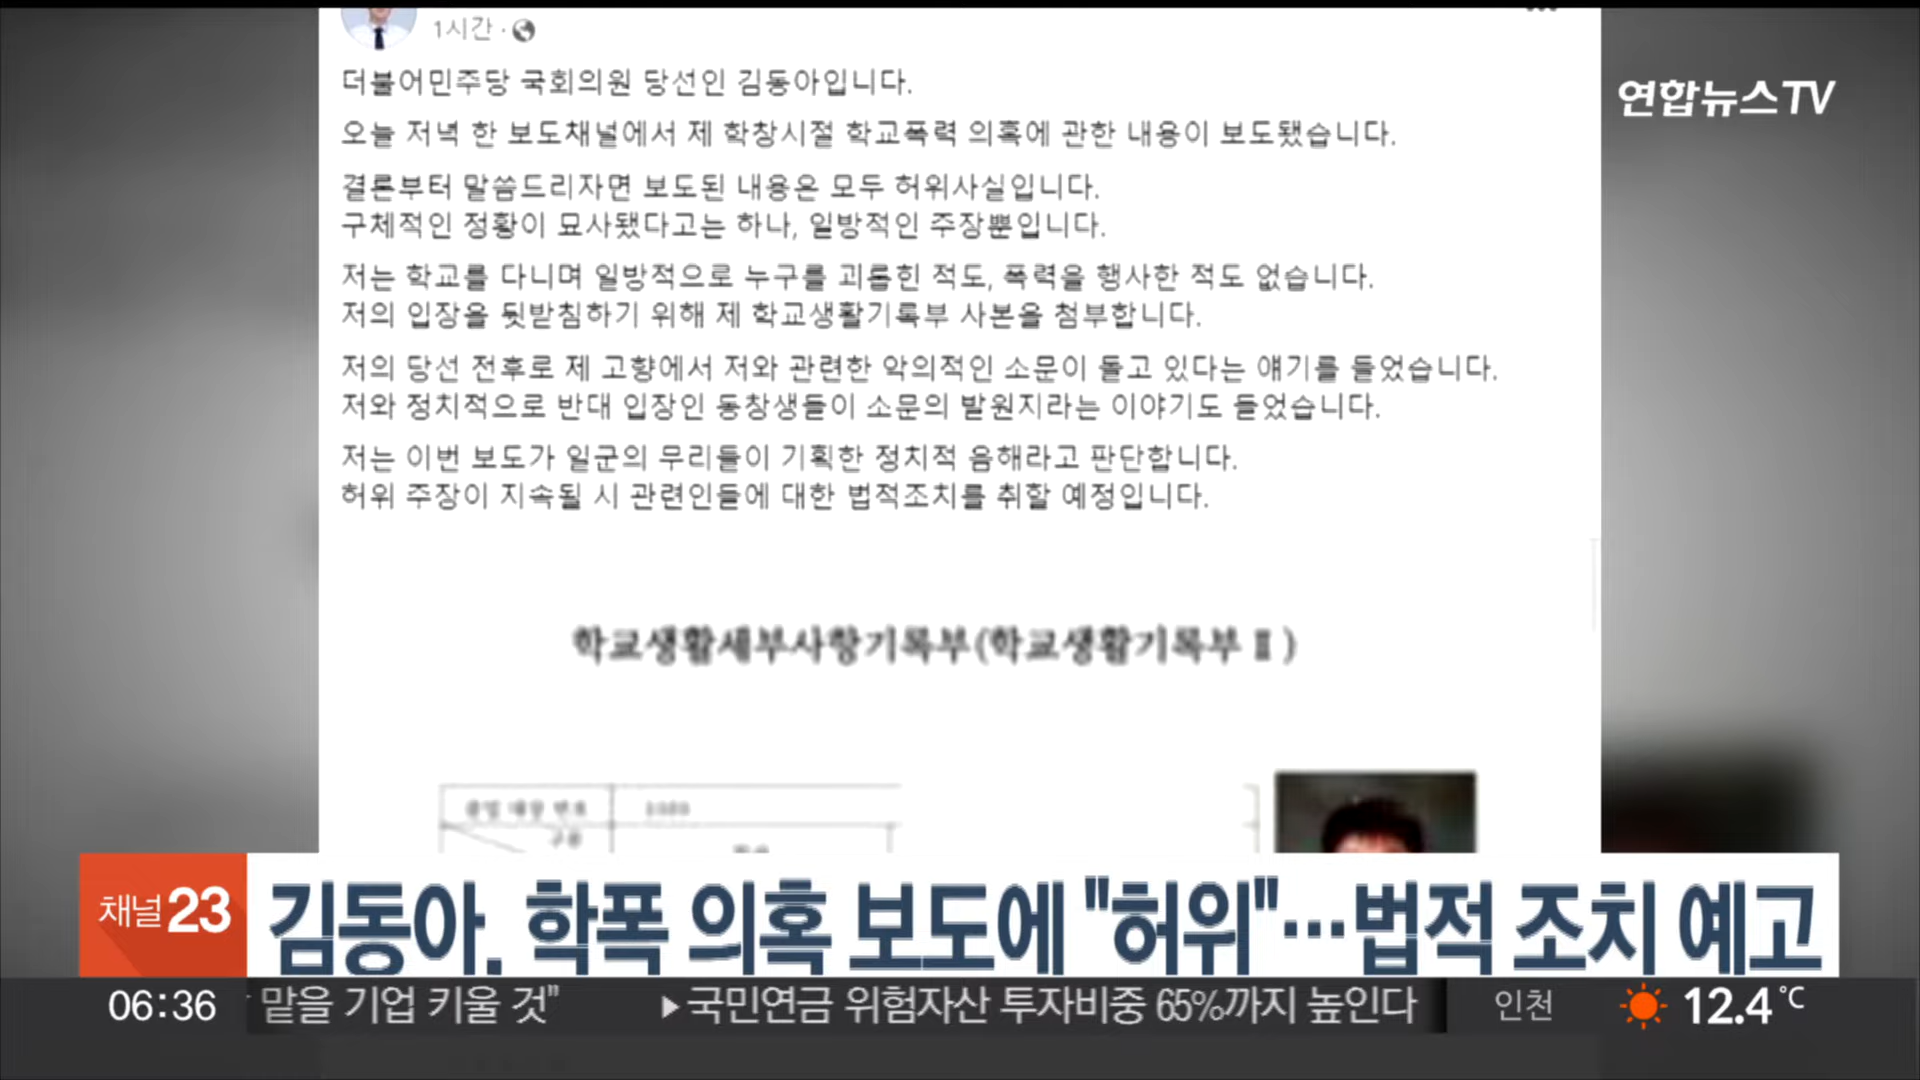 1시간 ·
연합뉴스TV
더불어민주당 국회의원 당선인 김동아입니다.
오늘 저녁 한 보도채널에서 제 학창시절 학교폭력 의혹에 관한 내용이 보도됐습니다.
결론부터 말씀드리자면 보도된 내용은 모두 허위사실입니다.
구체적인 정황이 묘사됐다고는 하나, 일방적인 주장뿐입니다.
저는 학교를 다니며 일방적으로 누구를 괴롭힌 적도, 폭력을 행사한 적도 없습니다.
저의 입장을 뒷받침하기 위해 제 학교생활기록부 사본을 첨부합니다.
저의 당선 전후로 제 고향에서 저와 관련한 악의적인 소문이 돌고 있다는 얘기를 들었습니다.
저와 정치적으로 반대 입장인 동창생들이 소문의 발원지라는 이야기도 들었습니다.
저는 이번 보도가 일군의 무리들이 기획한 정치적 음해라고 판단합니다.
허위 주장이 지속될 시 관련인들에 대한 법적조치를 취할 예정입니다.
학교생활세부사항기록부(학교생활기록부Ⅱ)
채널 23
김동아, 학폭 의혹 보도에 "허위"…법적 조치 예고
06:36
맡을 기업 키울 것" ▶국민연금 위험자산 투자비중 65%까지 높인다
인천 12.4℃